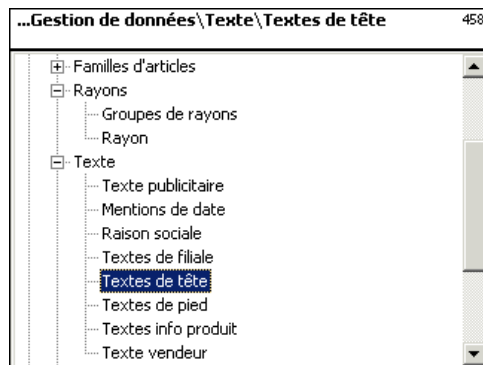 ...Gestion de données\Texte\Textes de tête 458
Familles d'articles
Rayons
Groupes de rayons
Rayon
Texte
Texte publicitaire
Mentions de date
Raison sociale
Textes de filiale
Textes de tête
Textes de pied
Textes info produit
Texte vendeur